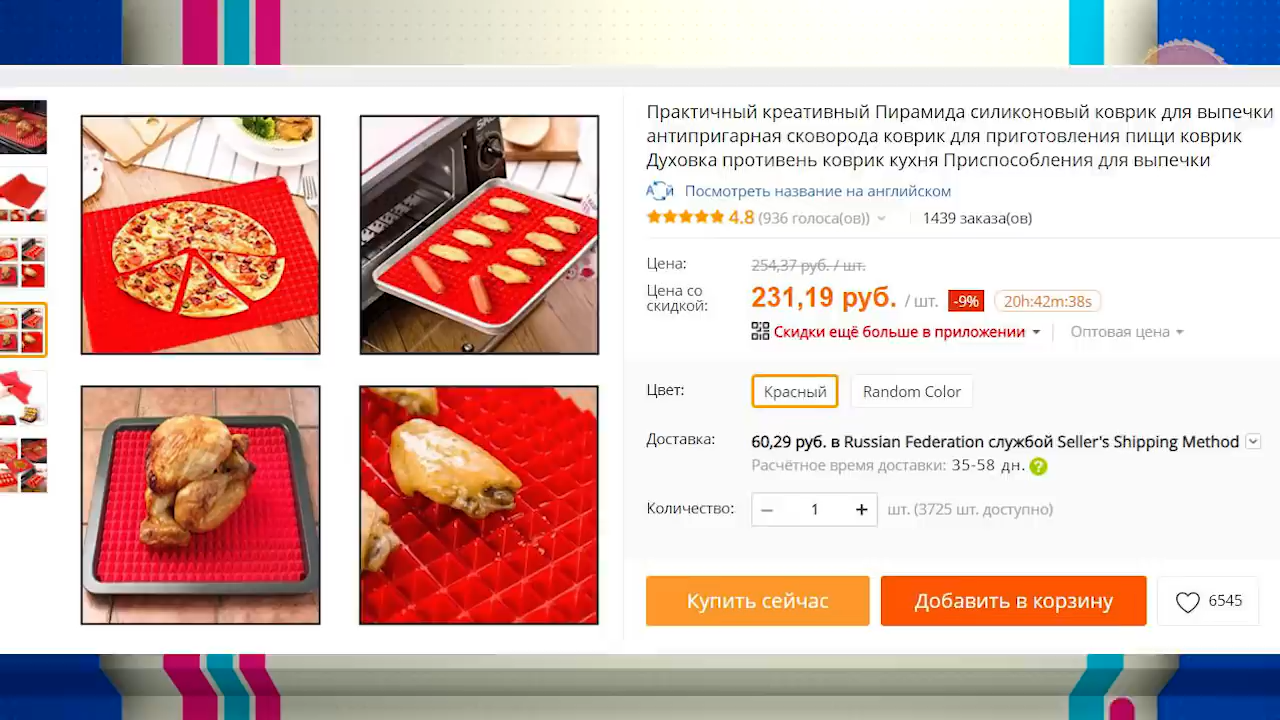 Практичный креативный Пирамида силиконовый коврик для выпечки
антипригарная сковорода коврик для приготовления пищи коврик
Духовка противень коврик кухня Приспособления для выпечки
Посмотреть название на английском
4.8 (936 голоса(ов)) 1439 заказа(ов)
Цена: 254,37 руб. / шт.
Цена со скидкой: 231,19 руб. / шт. -9% 20h:42m:38s
Скидки ещё больше в приложении Оптовая цена
Цвет: Красный Random Color
Доставка: 60,29 руб. в Russian Federation службой Seller's Shipping Method
Расчётное время доставки: 35-58 дн. ?
Количество: − 1 + шт. (3725 шт. доступно)
Купить сейчас Добавить в корзину 6545